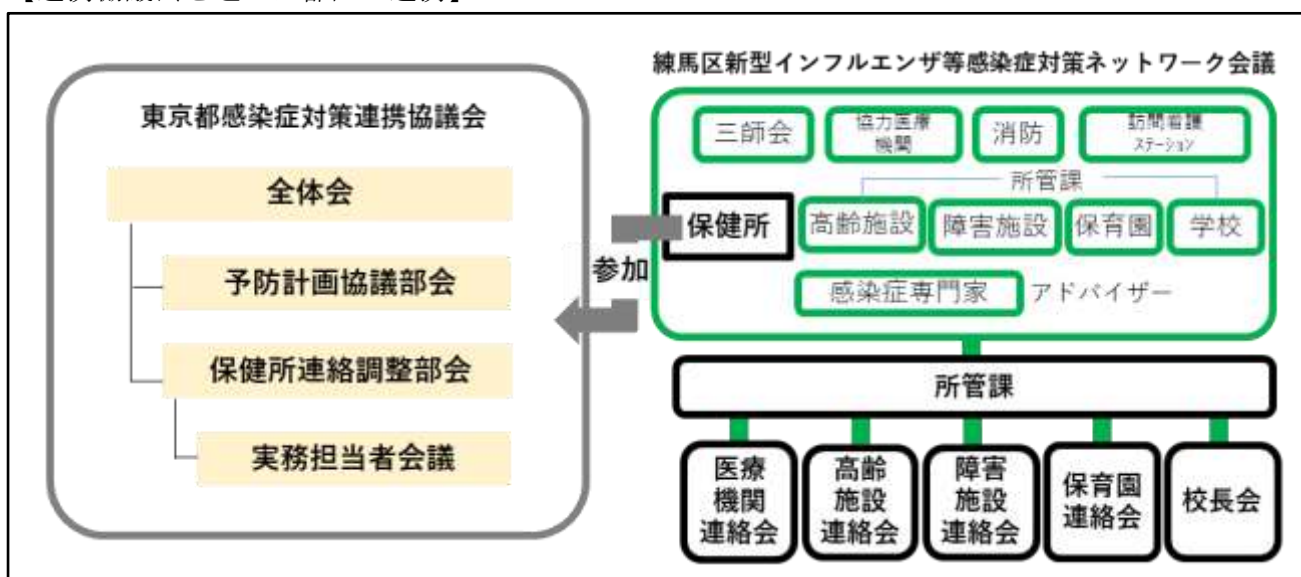 練馬区新型インフルエンザ等感染症対策ネットワーク会議
東京都感染症対策連携協議会
全体会
予防計画協議部会
保健所連絡調整部会
実務担当者会議
参加
三師会
協力医療
機関
消防
訪問看護
ステーション
所管課
保健所
高齢施設
障害施設
保育園
学校
感染症専門家
アドバイザー
所管課
医療
機関
連絡会
高齢
施設
連絡会
障害
施設
連絡会
保育園
連絡会
校長会